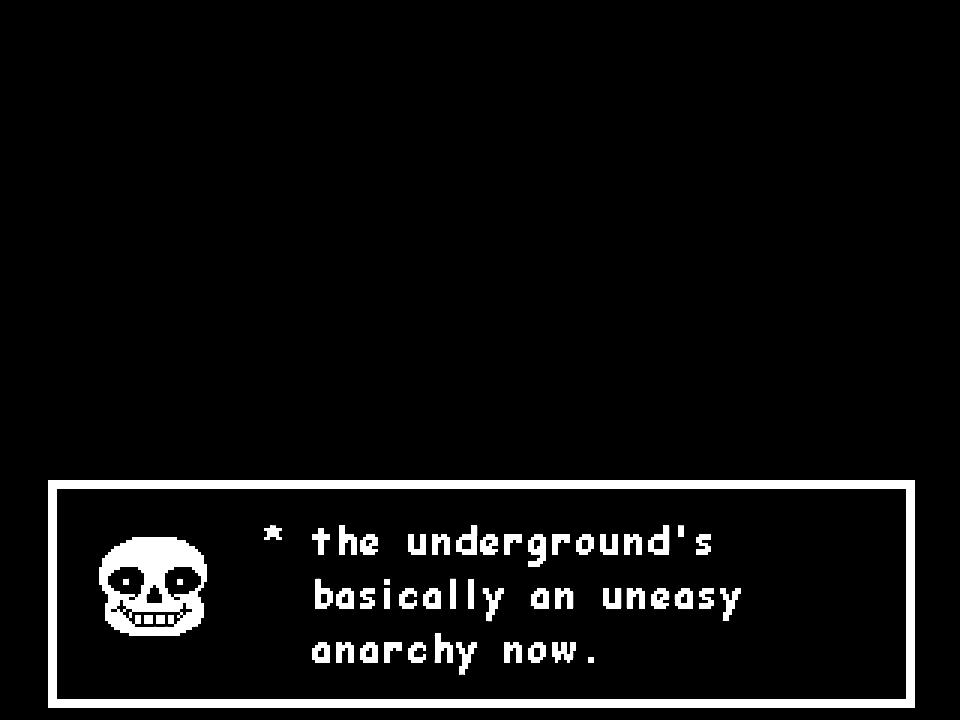 * the underground's
basically an uneasy
anarchy now.